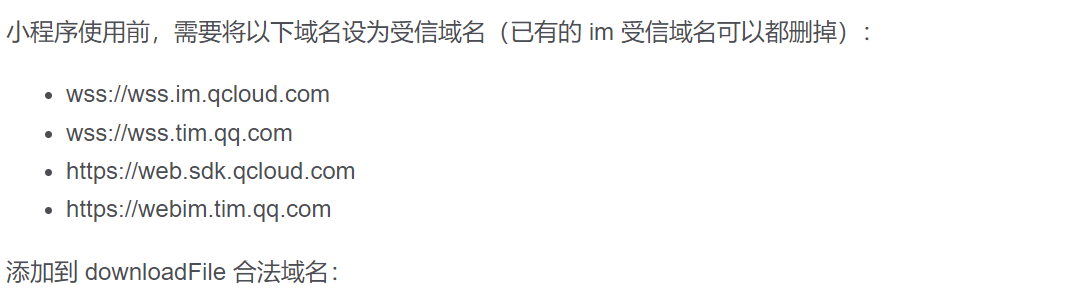 小程序使用前，需要将以下域名设为受信域名（已有的 im 受信域名可以都删掉）：
• wss://wss.im.qcloud.com
• wss://wss.tim.qq.com
• https://web.sdk.qcloud.com
• https://webim.tim.qq.com
添加到 downloadFile 合法域名：